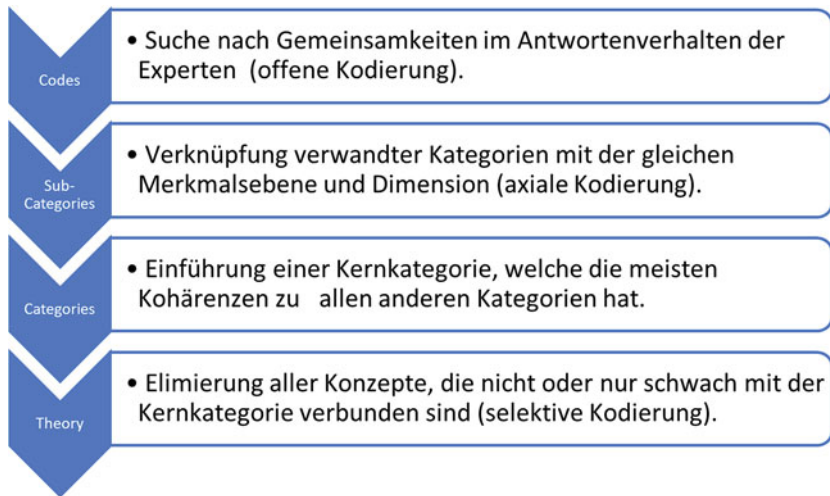 Codes
• Suche nach Gemeinsamkeiten im Antwortenverhalten der
Experten (offene Kodierung).
Sub-
Categories
• Verknüpfung verwandter Kategorien mit der gleichen
Merkmalsebene und Dimension (axiale Kodierung).
Categories
• Einführung einer Kernkategorie, welche die meisten
Kohärenzen zu allen anderen Kategorien hat.
Theory
• Elimierung aller Konzepte, die nicht oder nur schwach mit der
Kernkategorie verbunden sind (selektive Kodierung).